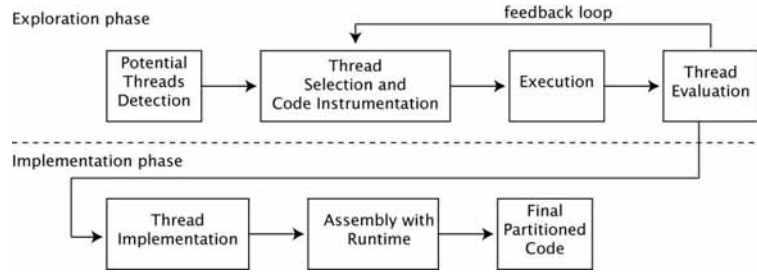 Exploration phase
feedback loop
Potential
Threads
Detection
Thread
Selection and
Code Instrumentation
Execution
Thread
Evaluation
Implementation phase
Thread
Implementation
Assembly with
Runtime
Final
Partitioned
Code